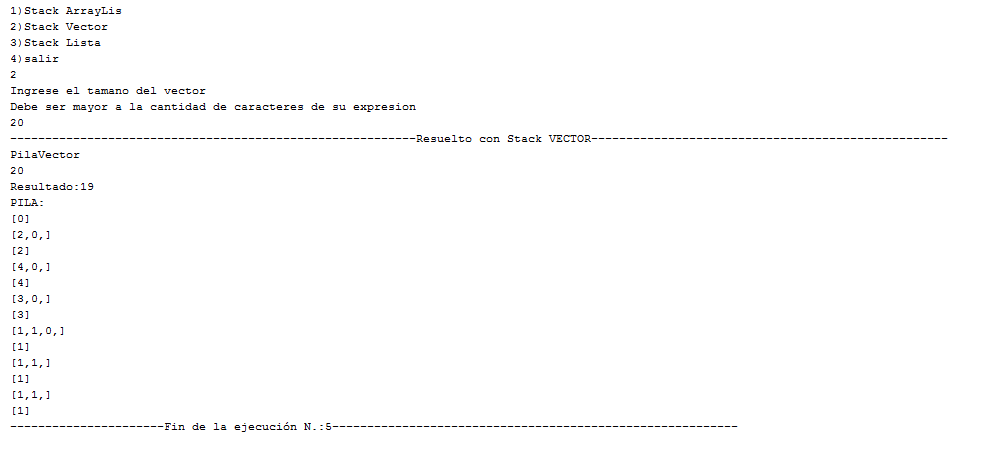 1)Stack ArrayLis
2)Stack Vector
3)Stack Lista
4)salir
2
Ingrese el tamano del vector
Debe ser mayor a la cantidad de caracteres de su expresion
20
----------------------------------------------------------Resuelto con Stack VECTOR---------------------------------------------------
PilaVector
20
Resultado:19
PILA:
[0]
[2,0,]
[2]
[4,0,]
[4]
[3,0,]
[3]
[1,1,0,]
[1]
[1,1,]
[1]
[1,1,]
[1]
----------------------Fin de la ejecución N.:5----------------------------------------------------------